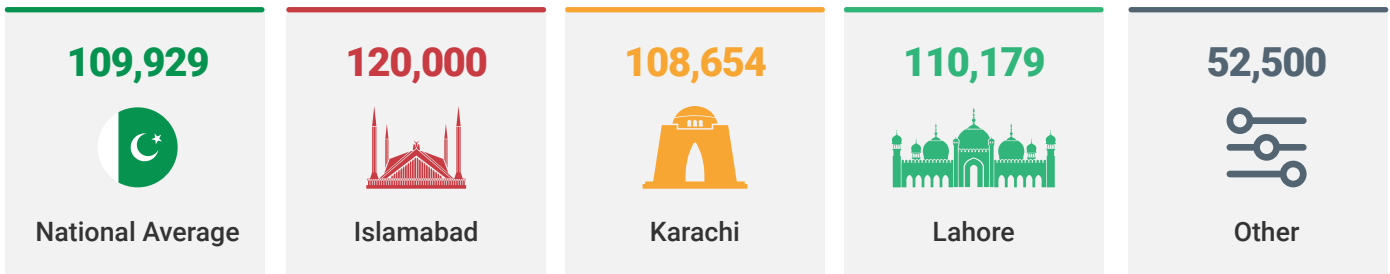 109,929
National Average
120,000
Islamabad
108,654
Karachi
110,179
Lahore
52,500
Other